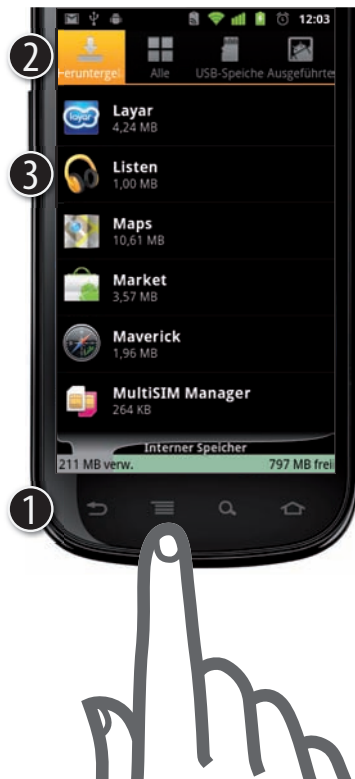 12:03
2
Herunterge
Alle
USB-Speiche
Ausgeführte
layar
Layar
4,24 MB
3
Listen
1,00 MB
Maps
10,61 MB
Market
3,57 MB
Maverick
1,96 MB
MultiSIM Manager
264 KB
Interner Speicher
211 MB verw.
797 MB frei
1